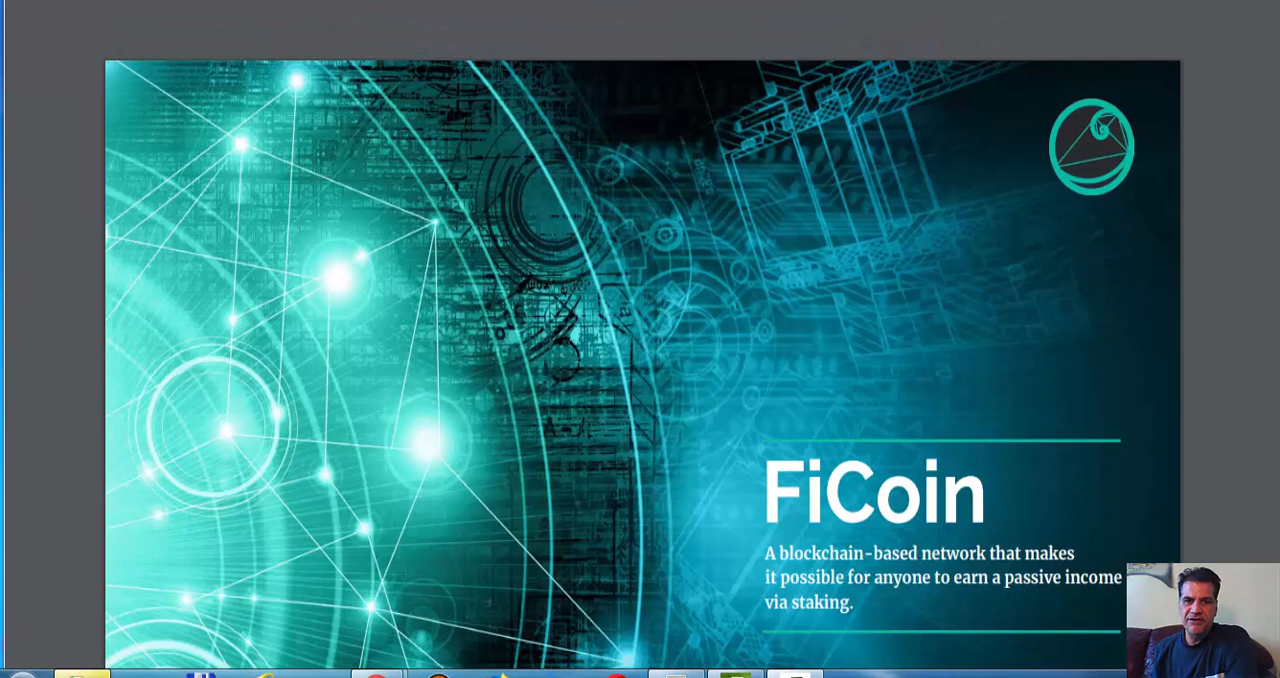 FiCoin
A blockchain-based network that makes
it possible for anyone to earn a passive income
via staking.